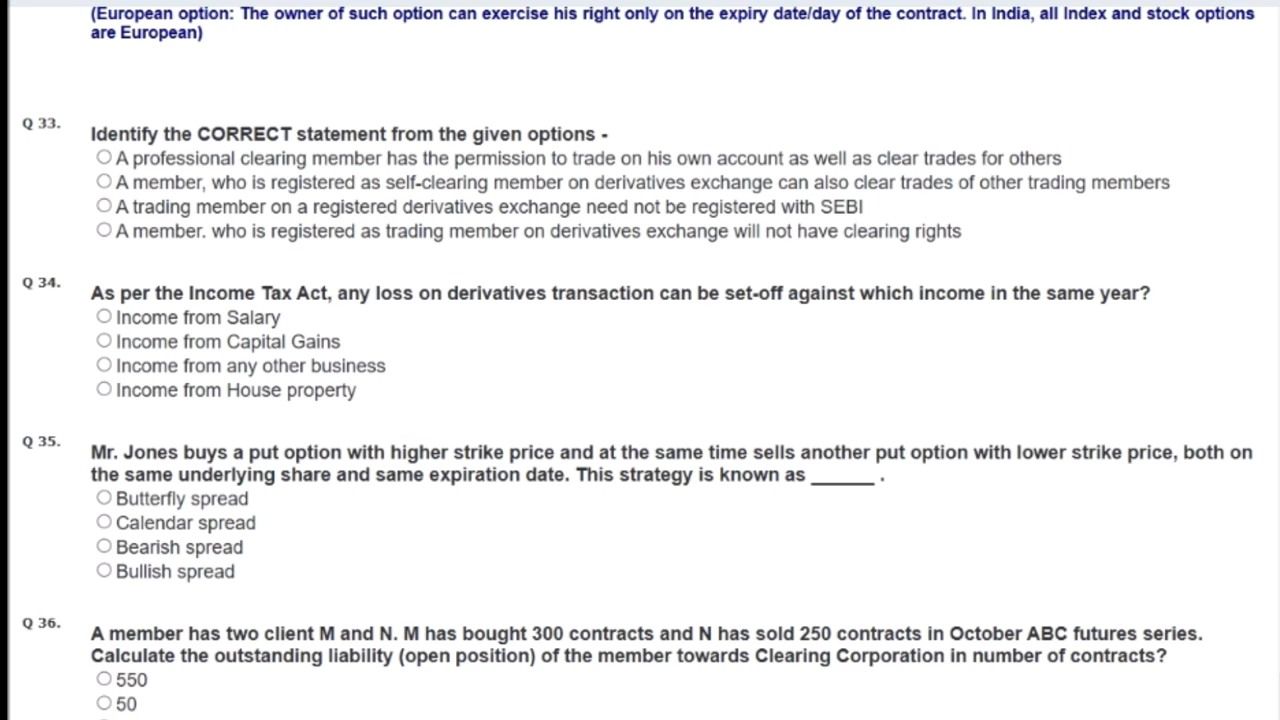 (European option: The owner of such option can exercise his right only on the expiry date/day of the contract. In India, all Index and stock options
are European)
Q 33.
Identify the CORRECT statement from the given options -
A professional clearing member has the permission to trade on his own account as well as clear trades for others
A member, who is registered as self-clearing member on derivatives exchange can also clear trades of other trading members
A trading member on a registered derivatives exchange need not be registered with SEBI
A member. who is registered as trading member on derivatives exchange will not have clearing rights
Q 34.
As per the Income Tax Act, any loss on derivatives transaction can be set-off against which income in the same year?
Income from Salary
Income from Capital Gains
Income from any other business
Income from House property
Q 35.
Mr. Jones buys a put option with higher strike price and at the same time sells another put option with lower strike price, both on
the same underlying share and same expiration date. This strategy is known as ______ .
Butterfly spread
Calendar spread
Bearish spread
Bullish spread
Q 36.
A member has two client M and N. M has bought 300 contracts and N has sold 250 contracts in October ABC futures series.
Calculate the outstanding liability (open position) of the member towards Clearing Corporation in number of contracts?
550
50